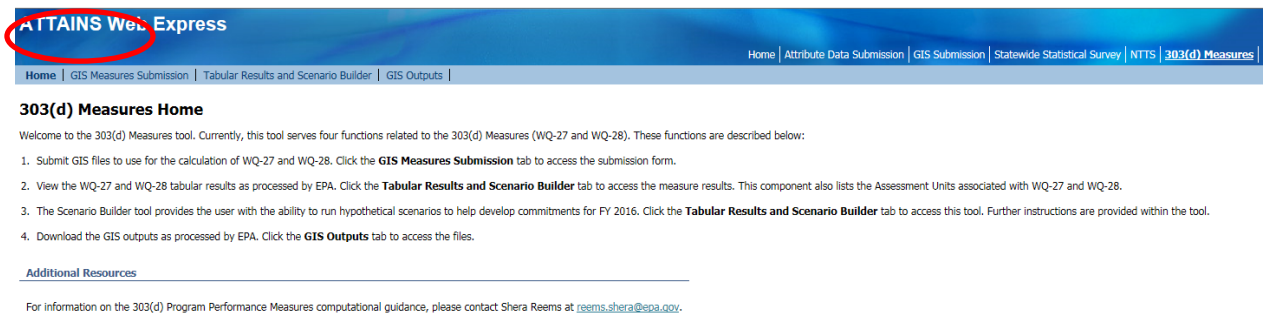 ATTAINS Web Express
Home | Attribute Data Submission | GIS Submission | Statewide Statistical Survey | NTTS | 303(d) Measures |
Home | GIS Measures Submission | Tabular Results and Scenario Builder | GIS Outputs |
303(d) Measures Home
Welcome to the 303(d) Measures tool. Currently, this tool serves four functions related to the 303(d) Measures (WQ-27 and WQ-28). These functions are described below:
1. Submit GIS files to use for the calculation of WQ-27 and WQ-28. Click the GIS Measures Submission tab to access the submission form.
2. View the WQ-27 and WQ-28 tabular results as processed by EPA. Click the Tabular Results and Scenario Builder tab to access the measure results. This component also lists the Assessment Units associated with WQ-27 and WQ-28.
3. The Scenario Builder tool provides the user with the ability to run hypothetical scenarios to help develop commitments for FY 2016. Click the Tabular Results and Scenario Builder tab to access this tool. Further instructions are provided within the tool.
4. Download the GIS outputs as processed by EPA. Click the GIS Outputs tab to access the files.
Additional Resources
For information on the 303(d) Program Performance Measures computational guidance, please contact Shera Reems at reems.shera@epa.gov.